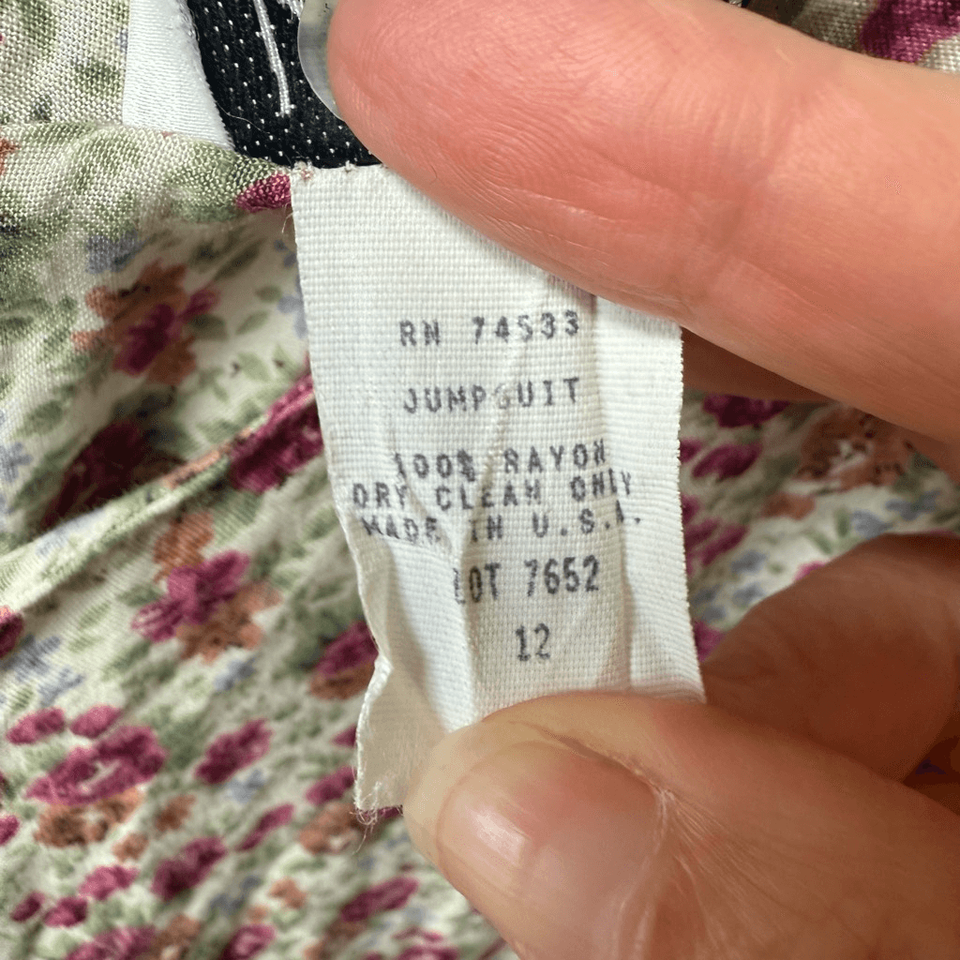 RN 74533
JUMPSUIT
100% RAYON
DRY CLEAN ONLY
MADE IN U.S.A.
LOT 7652
12